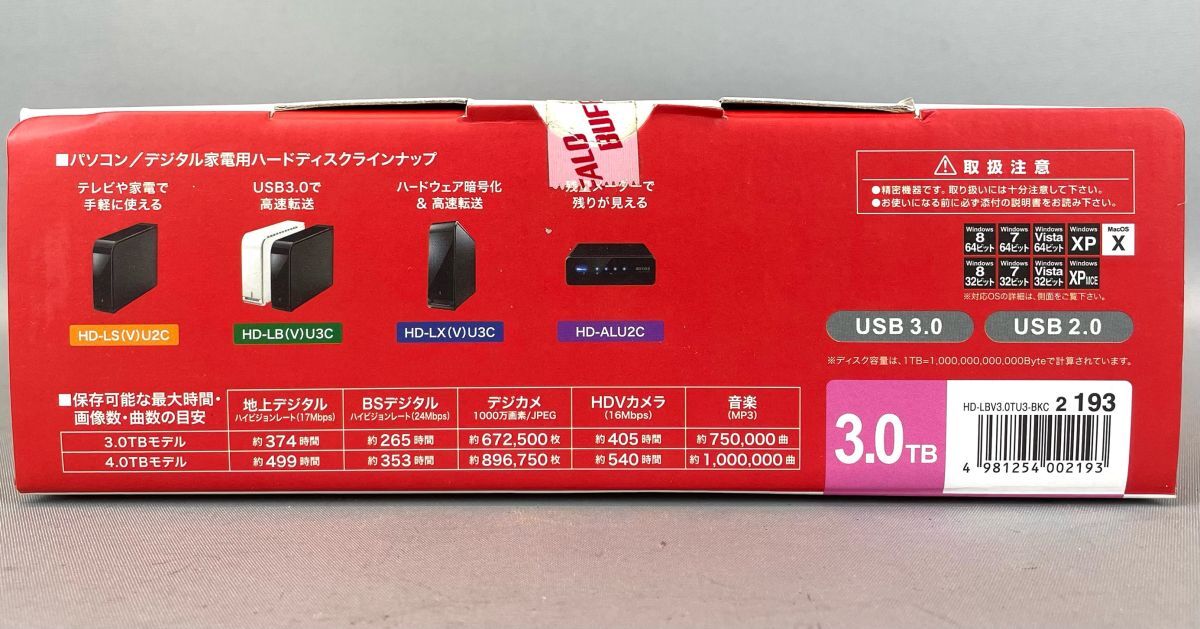 BUFF
ALO
■パソコン／デジタル家電用ハードディスクラインナップ
テレビや家電で
手軽に使える
HD-LS(V)U2C
USB3.0で
高速転送
HD-LB(V)U3C
ハードウェア暗号化
& 高速転送
HD-LX(V)U3C
で
残りが見える
HD-ALU2C
⚠ 取扱注意
●精密機器です。取り扱いには十分注意して下さい。
●お使いになる前に必ず添付の説明書をお読み下さい。
Windows 8 64ビット Windows 7 64ビット Windows Vista 64ビット Windows XP MacOS X
Windows 8 32ビット Windows 7 32ビット Windows Vista 32ビット Windows XP MCE
※対応OSの詳細は、側面をご覧下さい。
USB 3.0 USB 2.0
※ディスク容量は、1TB=1,000,000,000,000Byteで計算されています。
■保存可能な最大時間・
画像数・曲数の目安
地上デジタル BSデジタル デジカメ HDVカメラ 音楽
ハイビジョンレート(17Mbps) ハイビジョンレート(24Mbps) 1000万画素/JPEG (16Mbps) (MP3)
3.0TBモデル 約374時間 約265時間 約672,500枚 約405時間 約750,000曲
4.0TBモデル 約499時間 約353時間 約896,750枚 約540時間 約1,000,000曲
3.0TB
HD-LBV3.0TU3-BKC 2 193
4 981254 002193